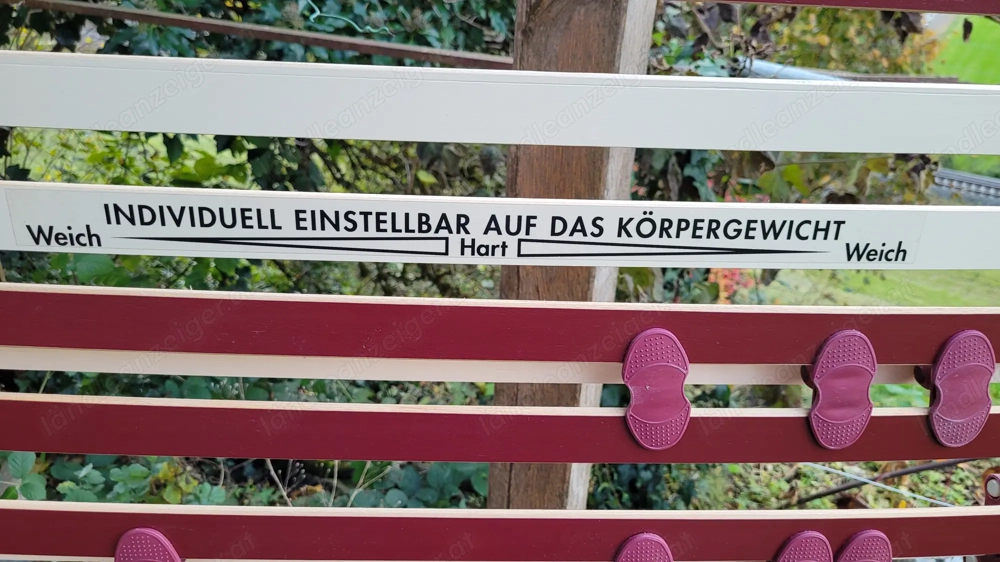 INDIVIDUELL EINSTELLBAR AUF DAS KÖRPERGEWICHT
Weich Hart Weich